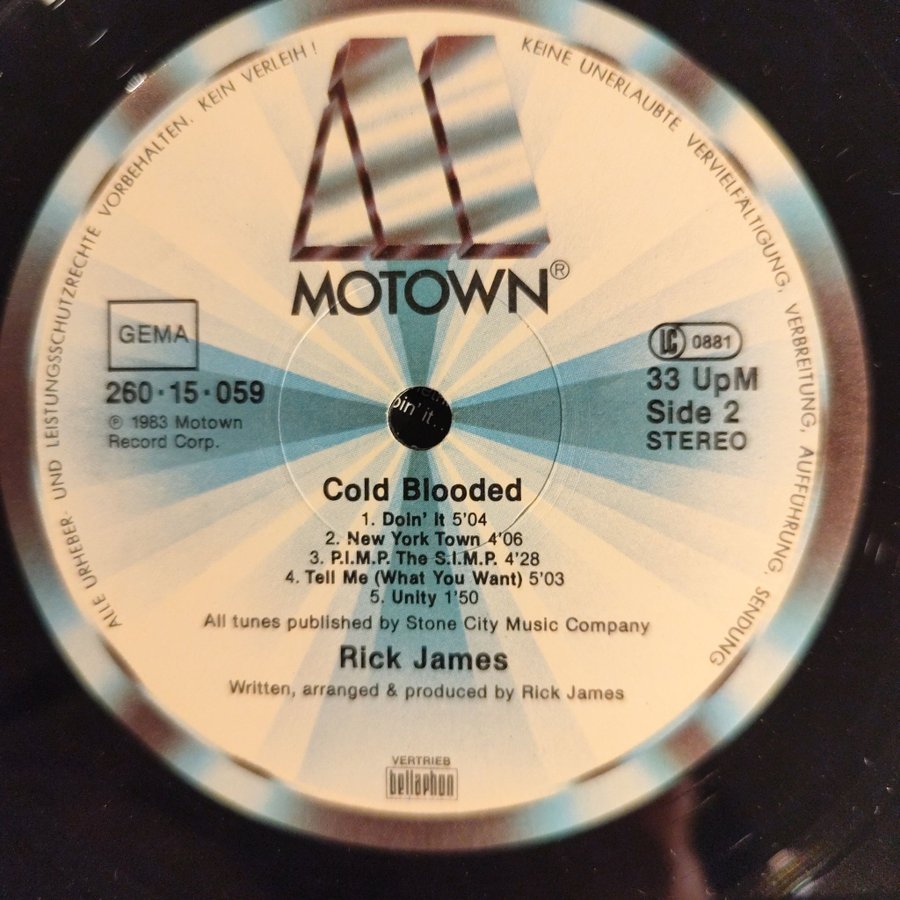 ALLE URHEBER- UND LEISTUNGSSCHUTZRECHTE VORBEHALTEN. KEIN VERLEIH!
KEINE UNERLAUBTE VERVIELFÄLTIGUNG, VERBREITUNG, AUFFÜHRUNG, SENDUNG
MOTOWN®
GEMA
260·15·059
℗ 1983 Motown
Record Corp.
LC 0881
33 UpM
Side 2
STEREO
oin' it...
Cold Blooded
1. Doin' It 5'04
2. New York Town 4'06
3. P.I.M.P. The S.I.M.P. 4'28
4. Tell Me (What You Want) 5'03
5. Unity 1'50
All tunes published by Stone City Music Company
Rick James
Written, arranged & produced by Rick James
VERTRIEB
bellaphon